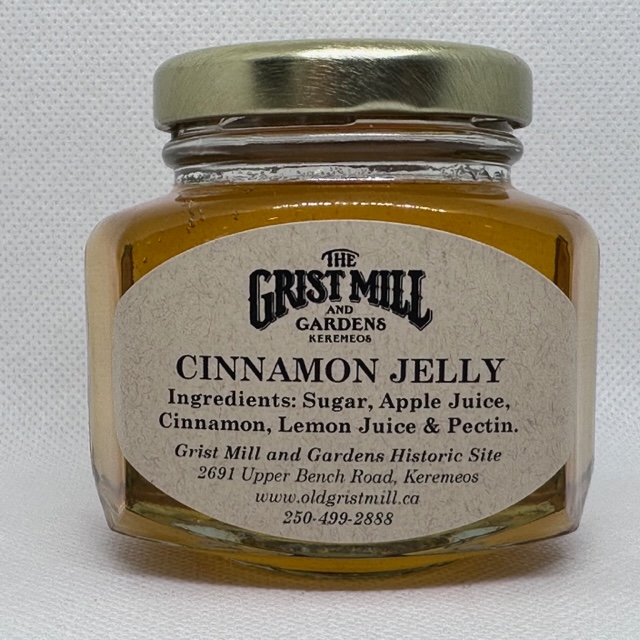 THE
GRIST MILL
AND
GARDENS
KEREMEOS
CINNAMON JELLY
Ingredients: Sugar, Apple Juice,
Cinnamon, Lemon Juice & Pectin.
Grist Mill and Gardens Historic Site
2691 Upper Bench Road, Keremeos
www.oldgristmill.ca
250-499-2888